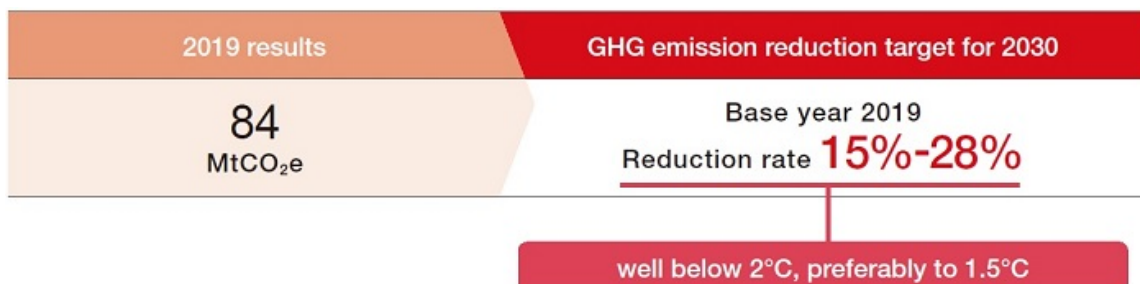 2019 results
GHG emission reduction target for 2030
84
MtCO₂e
Base year 2019
Reduction rate 15%-28%
well below 2°C, preferably to 1.5°C